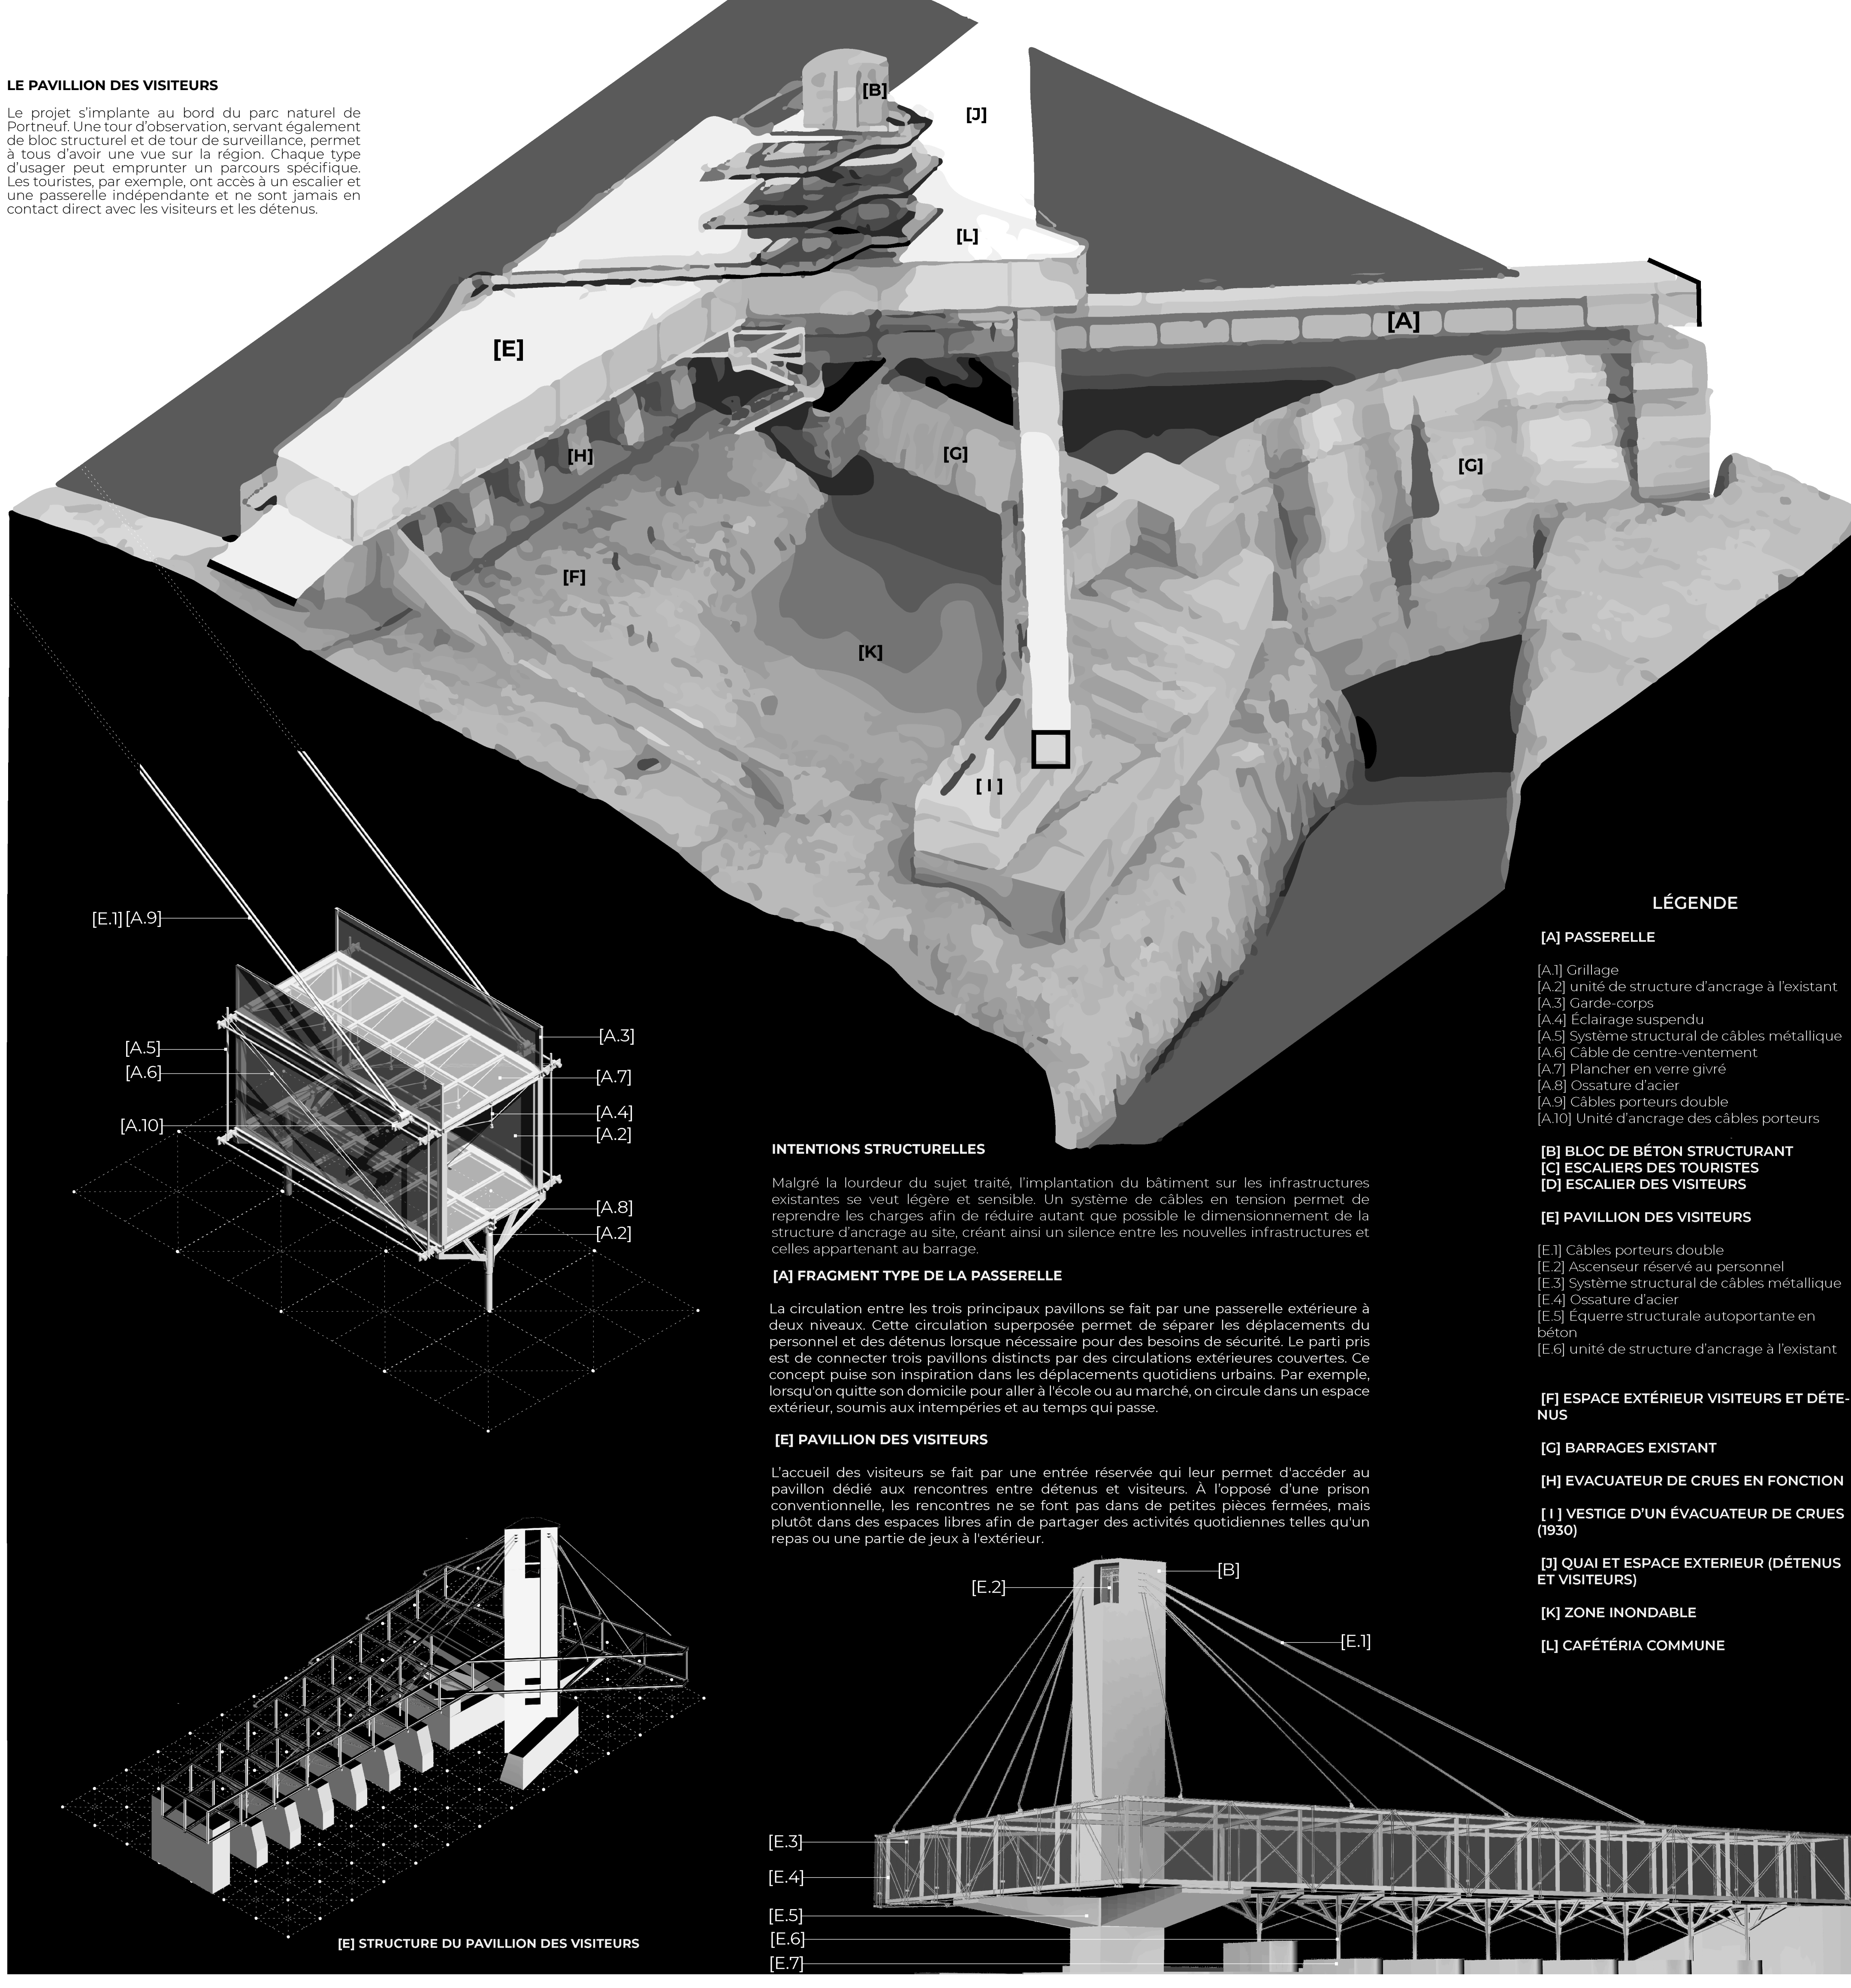 LE PAVILLION DES VISITEURS
Le projet s’implante au bord du parc naturel de
Portneuf. Une tour d’observation, servant également
de bloc structurel et de tour de surveillance, permet
à tous d’avoir une vue sur la région. Chaque type
d’usager peut emprunter un parcours spécifique.
Les touristes, par exemple, ont accès à un escalier et
une passerelle indépendante et ne sont jamais en
contact direct avec les visiteurs et les détenus.
[B]
[J]
[L]
[A]
[E]
[H]
[G]
[G]
[F]
[K]
[ I ]
[E.1] [A.9]
[A.5]
[A.6]
[A.10]
[A.3]
[A.7]
[A.4]
[A.2]
[A.8]
[A.2]
INTENTIONS STRUCTURELLES
Malgré la lourdeur du sujet traité, l’implantation du bâtiment sur les infrastructures
existantes se veut légère et sensible. Un système de câbles en tension permet de
reprendre les charges afin de réduire autant que possible le dimensionnement de la
structure d’ancrage au site, créant ainsi un silence entre les nouvelles infrastructures et
celles appartenant au barrage.
[A] FRAGMENT TYPE DE LA PASSERELLE
La circulation entre les trois principaux pavillons se fait par une passerelle extérieure à
deux niveaux. Cette circulation superposée permet de séparer les déplacements du
personnel et des détenus lorsque nécessaire pour des besoins de sécurité. Le parti pris
est de connecter trois pavillons distincts par des circulations extérieures couvertes. Ce
concept puise son inspiration dans les déplacements quotidiens urbains. Par exemple,
lorsqu'on quitte son domicile pour aller à l'école ou au marché, on circule dans un espace
extérieur, soumis aux intempéries et au temps qui passe.
[E] PAVILLION DES VISITEURS
L’accueil des visiteurs se fait par une entrée réservée qui leur permet d'accéder au
pavillon dédié aux rencontres entre détenus et visiteurs. À l’opposé d’une prison
conventionnelle, les rencontres ne se font pas dans de petites pièces fermées, mais
plutôt dans des espaces libres afin de partager des activités quotidiennes telles qu'un
repas ou une partie de jeux à l'extérieur.
LÉGENDE
[A] PASSERELLE
[A.1] Grillage
[A.2] unité de structure d’ancrage à l’existant
[A.3] Garde-corps
[A.4] Éclairage suspendu
[A.5] Système structural de câbles métallique
[A.6] Câble de centre-ventement
[A.7] Plancher en verre givré
[A.8] Ossature d’acier
[A.9] Câbles porteurs double
[A.10] Unité d’ancrage des câbles porteurs
[B] BLOC DE BÉTON STRUCTURANT
[C] ESCALIERS DES TOURISTES
[D] ESCALIER DES VISITEURS
[E] PAVILLION DES VISITEURS
[E.1] Câbles porteurs double
[E.2] Ascenseur réservé au personnel
[E.3] Système structural de câbles métallique
[E.4] Ossature d’acier
[E.5] Équerre structurale autoportante en
béton
[E.6] unité de structure d’ancrage à l’existant
[F] ESPACE EXTÉRIEUR VISITEURS ET DÉTE-
NUS
[G] BARRAGES EXISTANT
[H] EVACUATEUR DE CRUES EN FONCTION
[ I ] VESTIGE D’UN ÉVACUATEUR DE CRUES
(1930)
[J] QUAI ET ESPACE EXTERIEUR (DÉTENUS
ET VISITEURS)
[K] ZONE INONDABLE
[L] CAFÉTÉRIA COMMUNE
[E] STRUCTURE DU PAVILLION DES VISITEURS
[E.2]
[B]
[E.1]
[E.3]
[E.4]
[E.5]
[E.6]
[E.7]